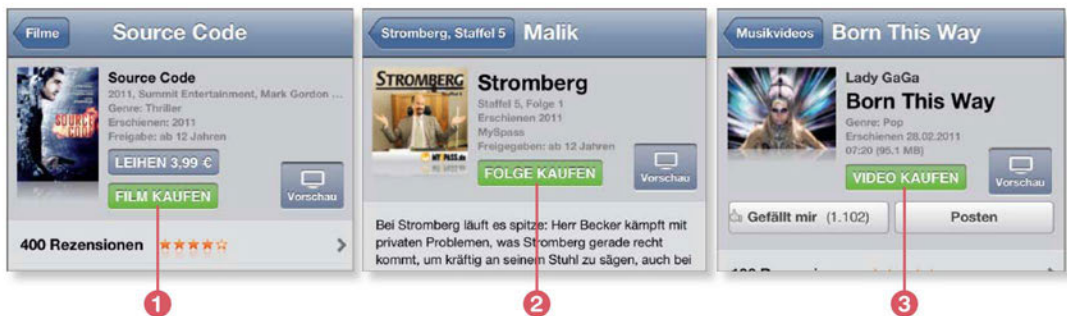 Filme
Source Code
SOURCE CODE
Source Code
2011, Summit Entertainment, Mark Gordon ...
Genre: Thriller
Erschienen: 2011
Freigabe: ab 12 Jahren
LEIHEN 3,99 €
FILM KAUFEN
Vorschau
400 Rezensionen
1
Stromberg, Staffel 5
Malik
STROMBERG
Stromberg
Staffel 5, Folge 1
Erschienen 2011
MySpass
Freigegeben: ab 12 Jahren
FOLGE KAUFEN
Vorschau
Bei Stromberg läuft es spitze: Herr Becker kämpft mit
privaten Problemen, was Stromberg gerade recht
kommt, um kräftig an seinem Stuhl zu sägen, auch bei
2
Musikvideos
Born This Way
Lady GaGa
Born This Way
Genre: Pop
Erschienen 28.02.2011
07:20 (95.1 MB)
VIDEO KAUFEN
Vorschau
Gefällt mir (1.102)
Posten
3